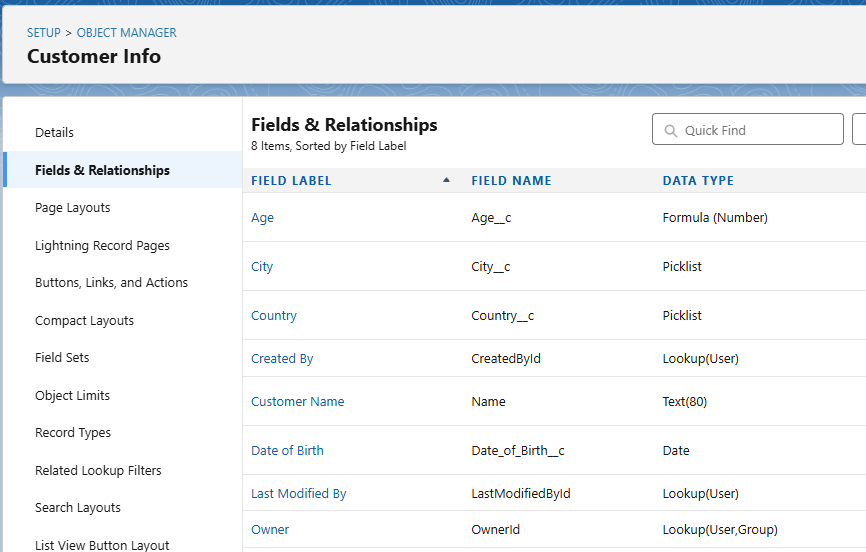 SETUP > OBJECT MANAGER
Customer Info
Details
Fields & Relationships
Page Layouts
Lightning Record Pages
Buttons, Links, and Actions
Compact Layouts
Field Sets
Object Limits
Record Types
Related Lookup Filters
Search Layouts
List View Button Layout
Fields & Relationships
8 Items, Sorted by Field Label
Quick Find
FIELD LABEL FIELD NAME DATA TYPE
Age Age__c Formula (Number)
City City__c Picklist
Country Country__c Picklist
Created By CreatedById Lookup(User)
Customer Name Name Text(80)
Date of Birth Date_of_Birth__c Date
Last Modified By LastModifiedById Lookup(User)
Owner OwnerId Lookup(User,Group)